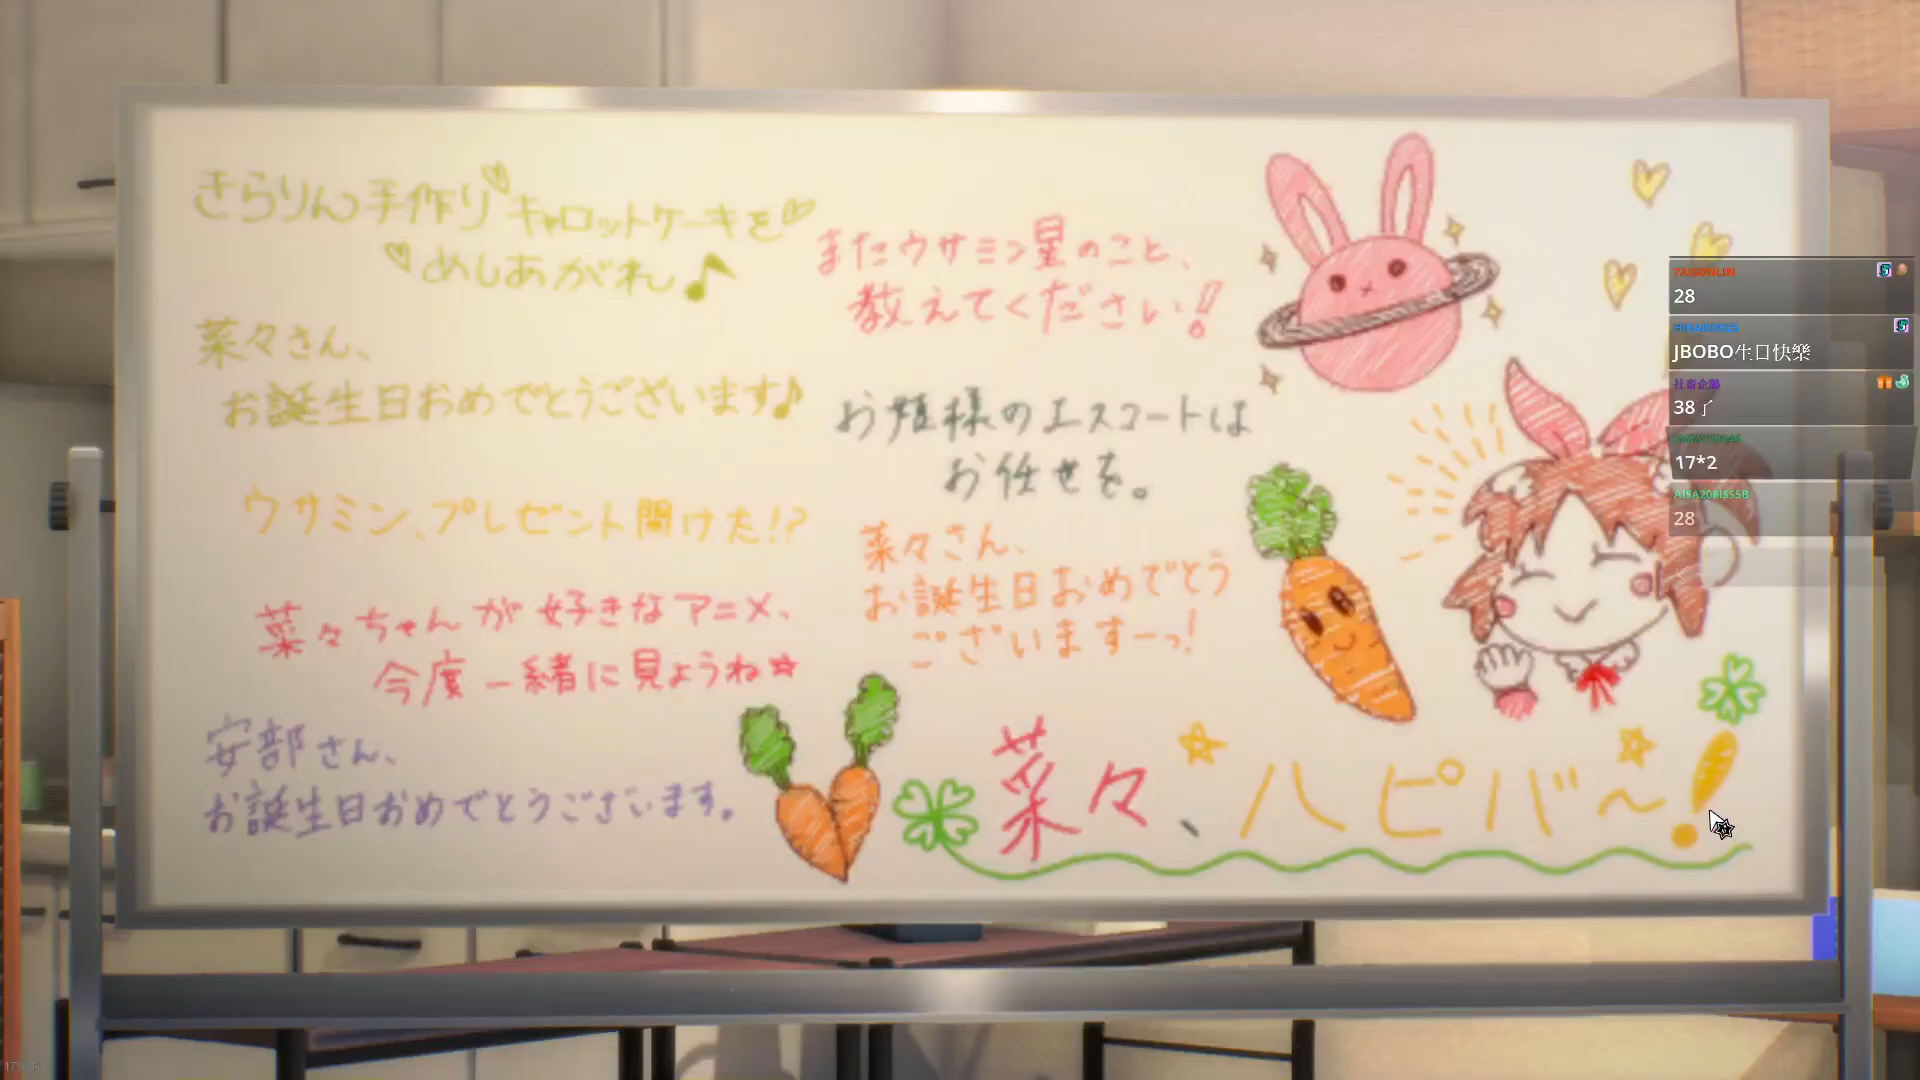 きらりん手作りキャロットケーキを
めしあがれ♪
菜々さん、
お誕生日おめでとうございます♪
ウサミン、プレゼント開けた!?
菜々ちゃんが好きなアニメ、
今度一緒に見ようね☆
安部さん、
お誕生日おめでとうございます。
またウサミン星のこと、
教えてください!
お姫様のエスコートは
お任せを。
菜々さん、
お誕生日おめでとう
ございますーっ!
菜々、ハピバ～!
28
JBOBO生日快樂
社畜企鵝
38了
17*2
28